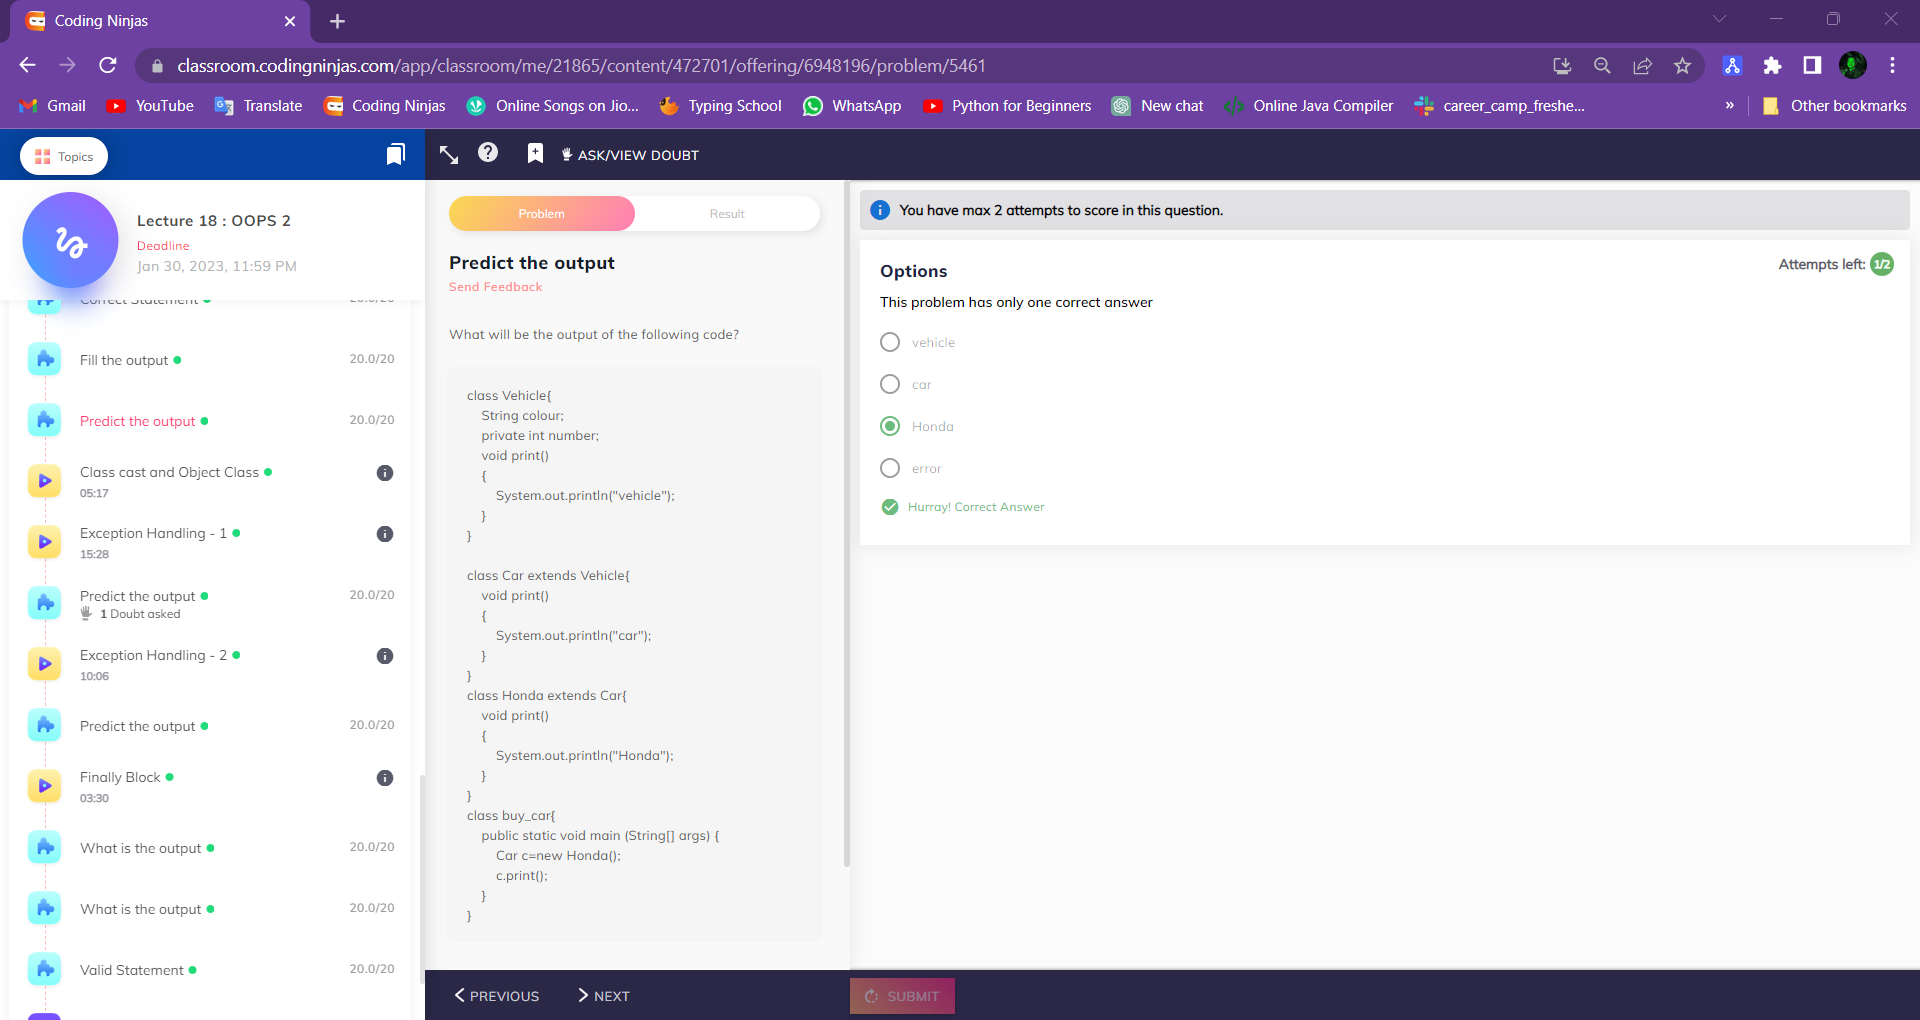 Coding Ninjas
classroom.codingninjas.com/app/classroom/me/21865/content/472701/offering/6948196/problem/5461
Gmail
YouTube
Translate
Coding Ninjas
Online Songs on Jio...
Typing School
WhatsApp
Python for Beginners
New chat
Online Java Compiler
career_camp_freshe...
»
Other bookmarks
Topics
ASK/VIEW DOUBT
Lecture 18 : OOPS 2
Deadline
Jan 30, 2023, 11:59 PM
Correct Statement 20.0/20
Fill the output 20.0/20
Predict the output 20.0/20
Class cast and Object Class
05:17
Exception Handling - 1
15:28
Predict the output 20.0/20
1 Doubt asked
Exception Handling - 2
10:06
Predict the output 20.0/20
Finally Block
03:30
What is the output 20.0/20
What is the output 20.0/20
Valid Statement 20.0/20
Problem
Result
Predict the output
Send Feedback
What will be the output of the following code?
class Vehicle{
String colour;
private int number;
void print()
{
System.out.println("vehicle");
}
}
class Car extends Vehicle{
void print()
{
System.out.println("car");
}
}
class Honda extends Car{
void print()
{
System.out.println("Honda");
}
}
class buy_car{
public static void main (String[] args) {
Car c=new Honda();
c.print();
}
}
You have max 2 attempts to score in this question.
Options
Attempts left: 1/2
This problem has only one correct answer
vehicle
car
Honda
error
Hurray! Correct Answer
PREVIOUS
NEXT
SUBMIT